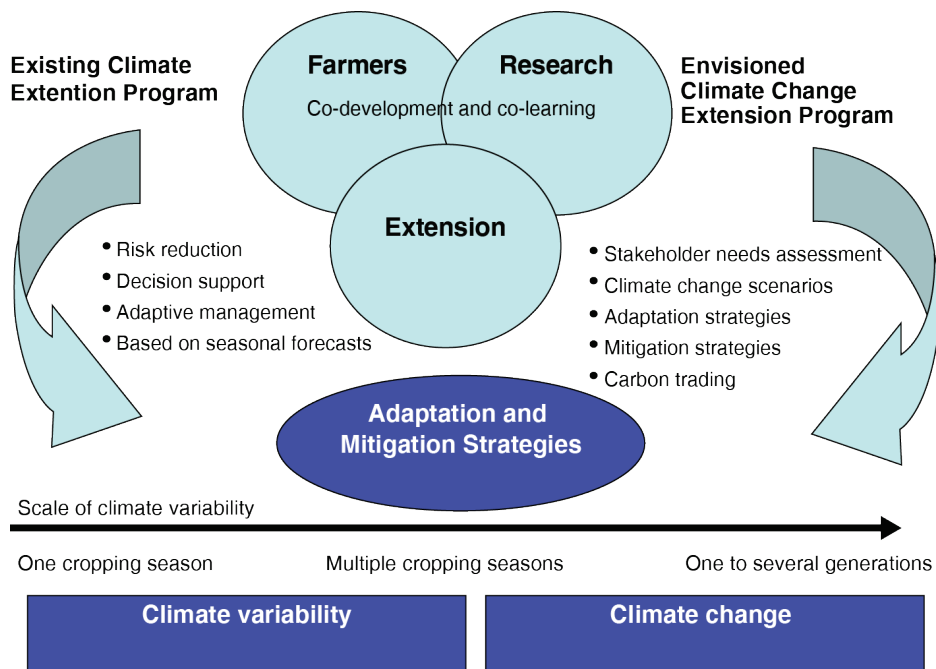 Existing Climate
Extention Program
Farmers
Research
Co-development and co-learning
Extension
Envisioned
Climate Change
Extension Program
• Risk reduction
• Decision support
• Adaptive management
• Based on seasonal forecasts
• Stakeholder needs assessment
• Climate change scenarios
• Adaptation strategies
• Mitigation strategies
• Carbon trading
Adaptation and
Mitigation Strategies
Scale of climate variability
One cropping season
Multiple cropping seasons
One to several generations
Climate variability
Climate change